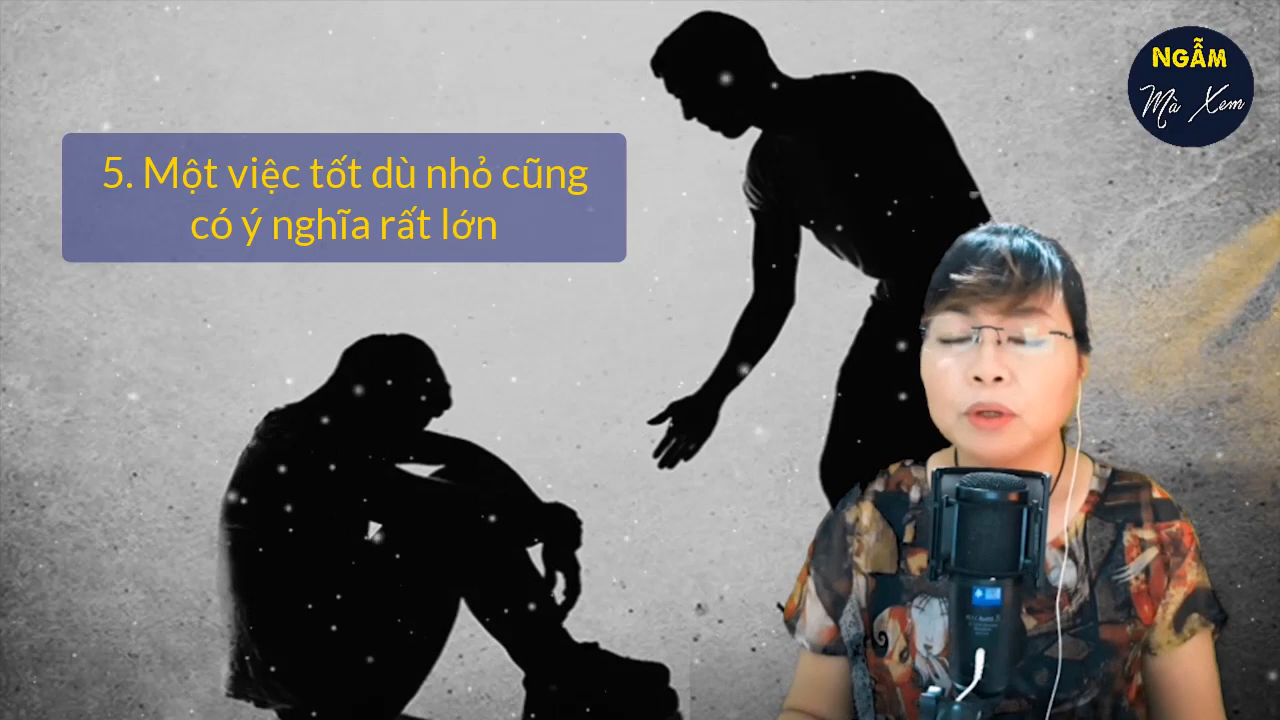 5. Một việc tốt dù nhỏ cũng
có ý nghĩa rất lớn
NGẪM
Mà Xem